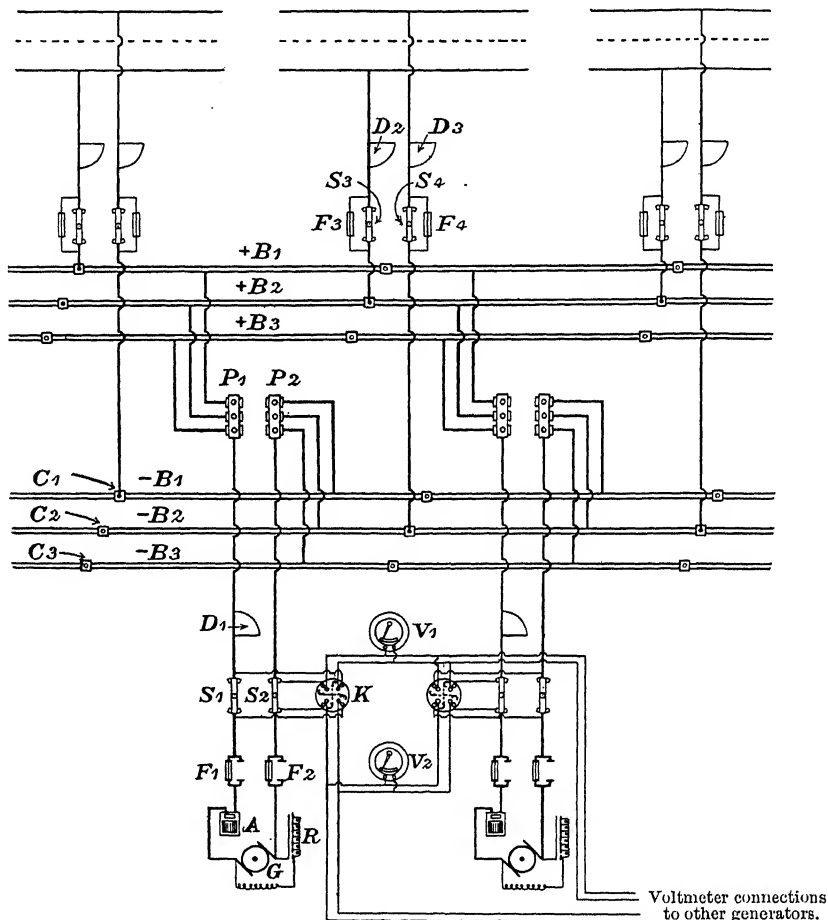 D2 D3
S3 S4
F3 F4
+B1
+B2
+B3
P1 P2
C1 -B1
C2 -B2
C3 -B3
D1 V1
S1 S2 K
F1 F2 V2
A R
G
Voltmeter connections
to other generators.